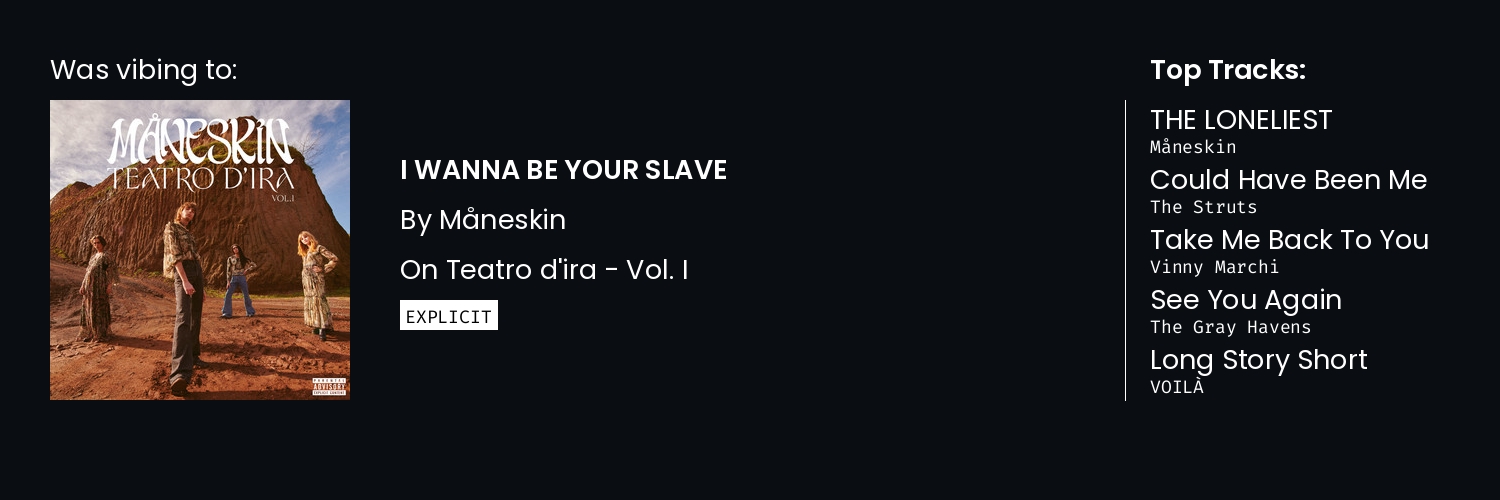 Was vibing to:
MÅNESKIN
TEATRO D'IRA
VOL.I
PARENTAL
ADVISORY
EXPLICIT CONTENT
I WANNA BE YOUR SLAVE
By Måneskin
On Teatro d'ira - Vol. I
EXPLICIT
Top Tracks:
THE LONELIEST
Måneskin
Could Have Been Me
The Struts
Take Me Back To You
Vinny Marchi
See You Again
The Gray Havens
Long Story Short
VOILÀ